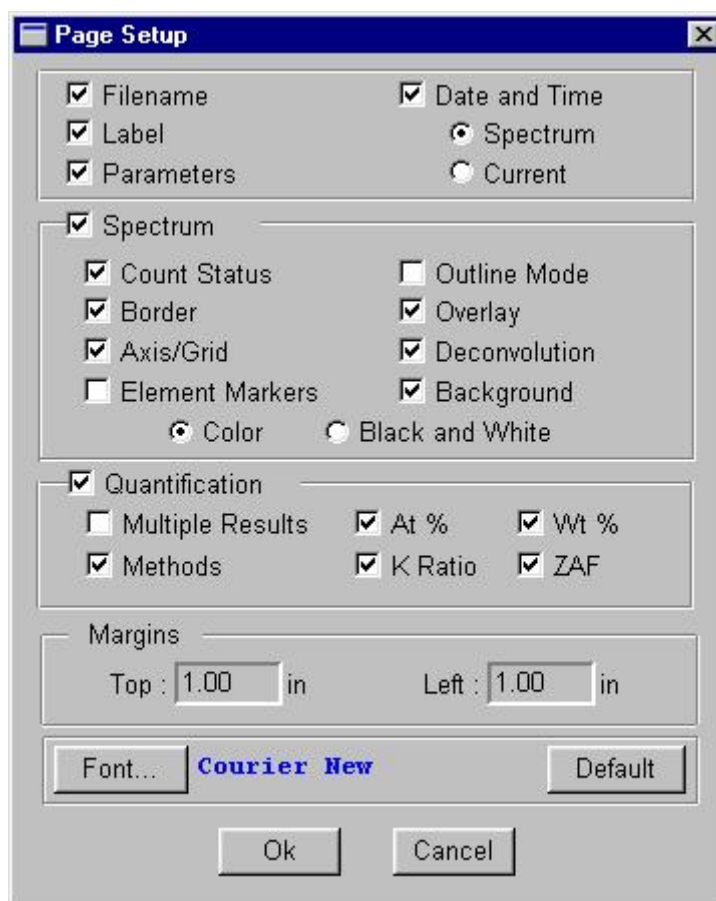 Page Setup
Filename
Date and Time
Label
Spectrum
Parameters
Current
Spectrum
Count Status
Outline Mode
Border
Overlay
Axis/Grid
Deconvolution
Element Markers
Background
Color
Black and White
Quantification
Multiple Results
At %
Wt %
Methods
K Ratio
ZAF
Margins
Top : 1.00 in
Left : 1.00 in
Font...
Courier New
Default
Ok
Cancel